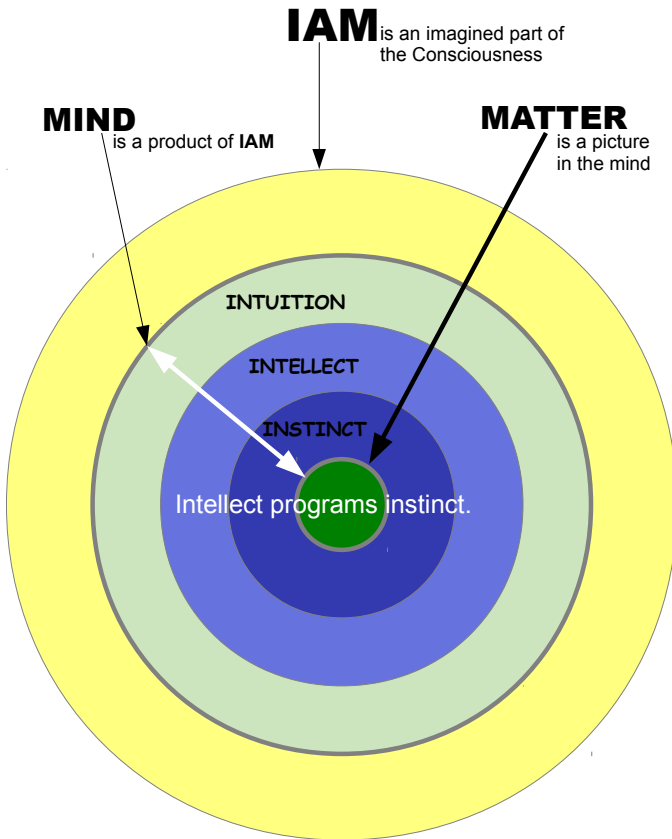 IAM is an imagined part of
the Consciousness
MIND
is a product of IAM
MATTER
is a picture
in the mind
INTUITION
INTELLECT
INSTINCT
Intellect programs instinct.